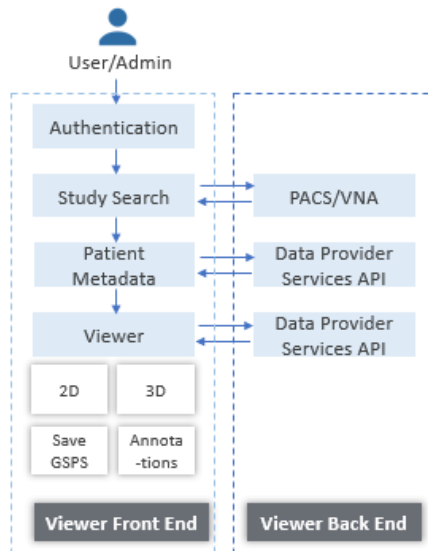 User/Admin
Authentication
Study Search
PACS/VNA
Patient
Metadata
Data Provider
Services API
Viewer
Data Provider
Services API
2D
3D
Save
GSPS
Annota
-tions
Viewer Front End
Viewer Back End